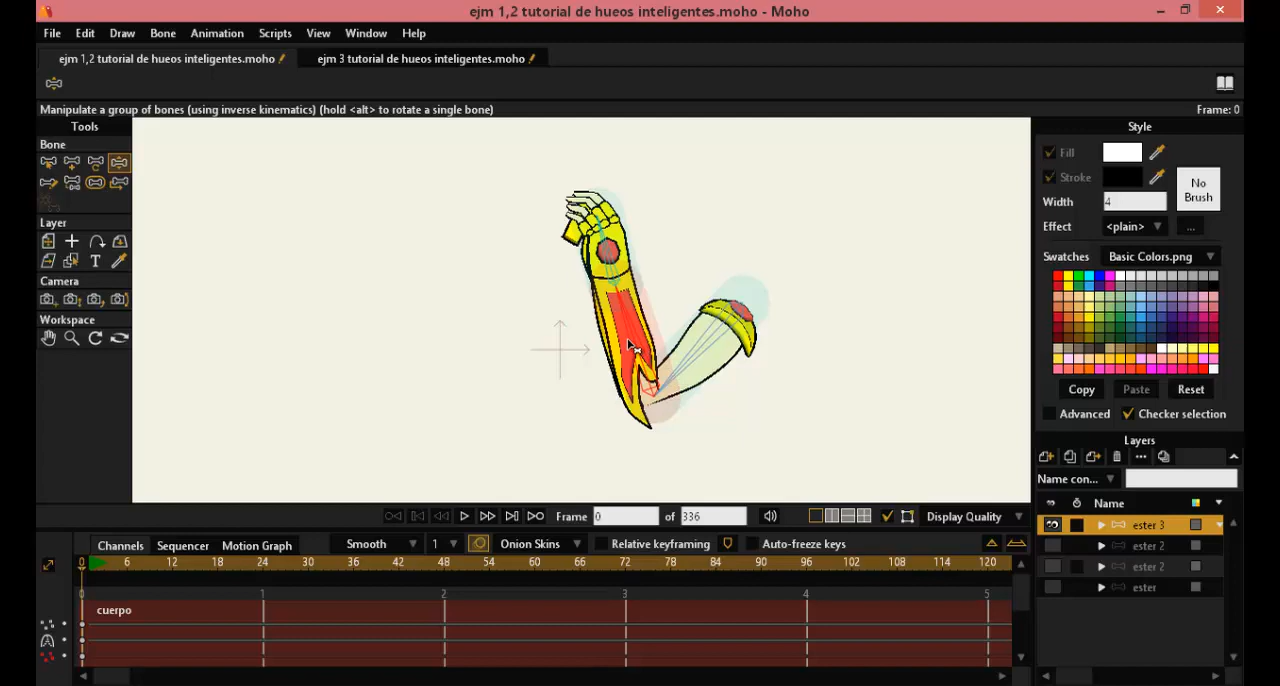 ejm 1,2 tutorial de hueos inteligentes.moho - Moho
File Edit Draw Bone Animation Scripts View Window Help
ejm 1,2 tutorial de hueos inteligentes.moho ejm 3 tutorial de hueos inteligentes.moho
Manipulate a group of bones (using inverse kinematics) (hold <alt> to rotate a single bone) Frame: 0
Tools
Bone
Layer
T
Camera
Workspace
Style
Fill
Stroke
No Brush
Width 4
Effect <plain> ...
Swatches Basic Colors.png
Copy Paste Reset
Advanced Checker selection
Layers
Name con...
Name
ester 3
ester 2
ester 2
ester
Frame 0 of 336 Display Quality
Channels Sequencer Motion Graph Smooth 1 Onion Skins Relative keyframing Auto-freeze keys
0 6 12 18 24 30 36 42 48 54 60 66 72 78 84 90 96 102 108 114 120
0 1 2 3 4 5
cuerpo